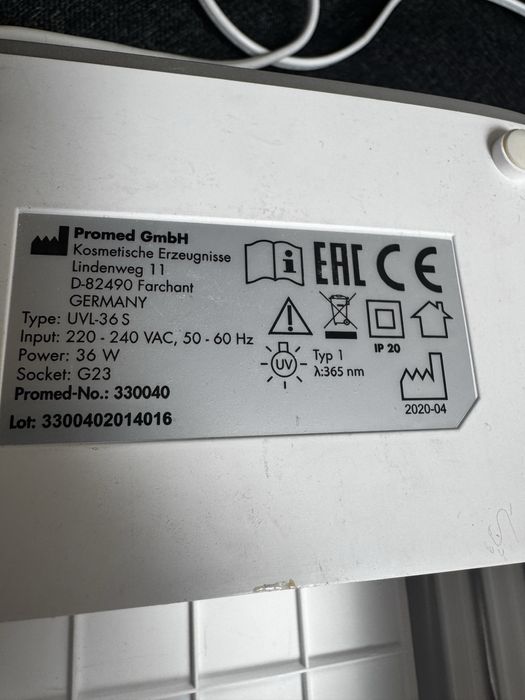 Promed GmbH
Kosmetische Erzeugnisse
Lindenweg 11
D-82490 Farchant
GERMANY
Type: UVL-36 S
Input: 220 - 240 VAC, 50 - 60 Hz
Power: 36 W
Socket: G23
Promed-No.: 330040
Lot: 3300402014016
i
EAC CE
IP 20
UV
Typ 1
λ:365 nm
2020-04